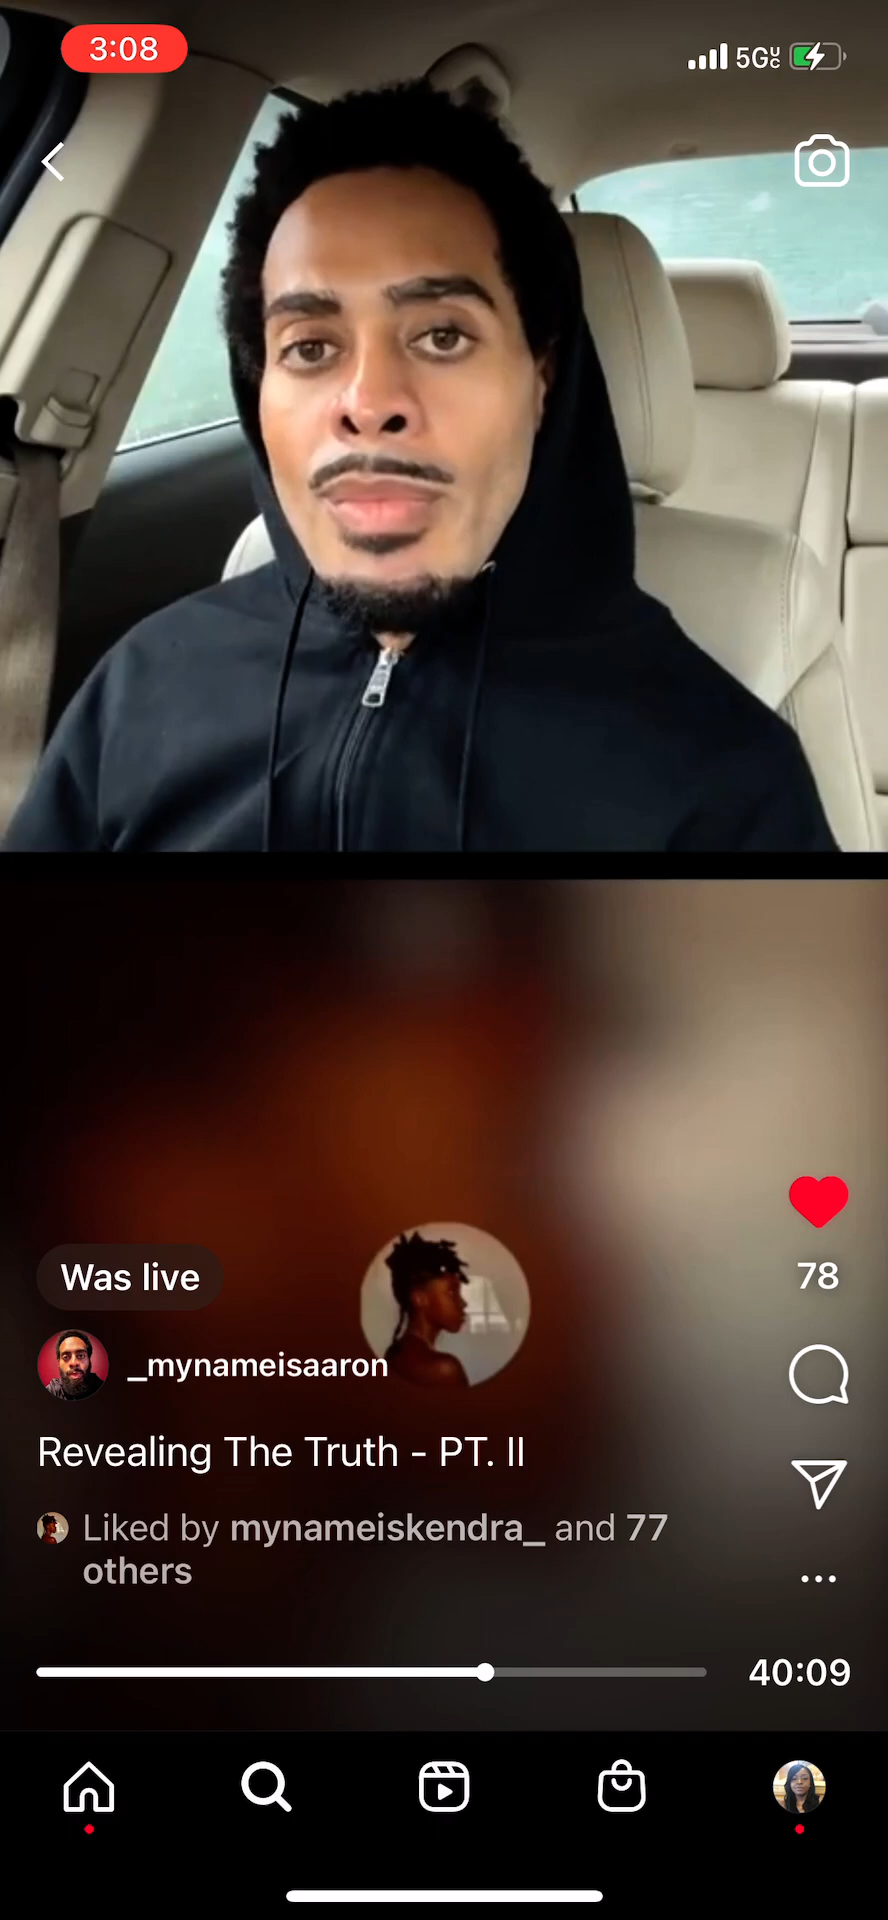 3:08
5GUC
Was live
_mynameisaaron
Revealing The Truth - PT. II
Liked by mynameiskendra_ and 77
others
78
40:09